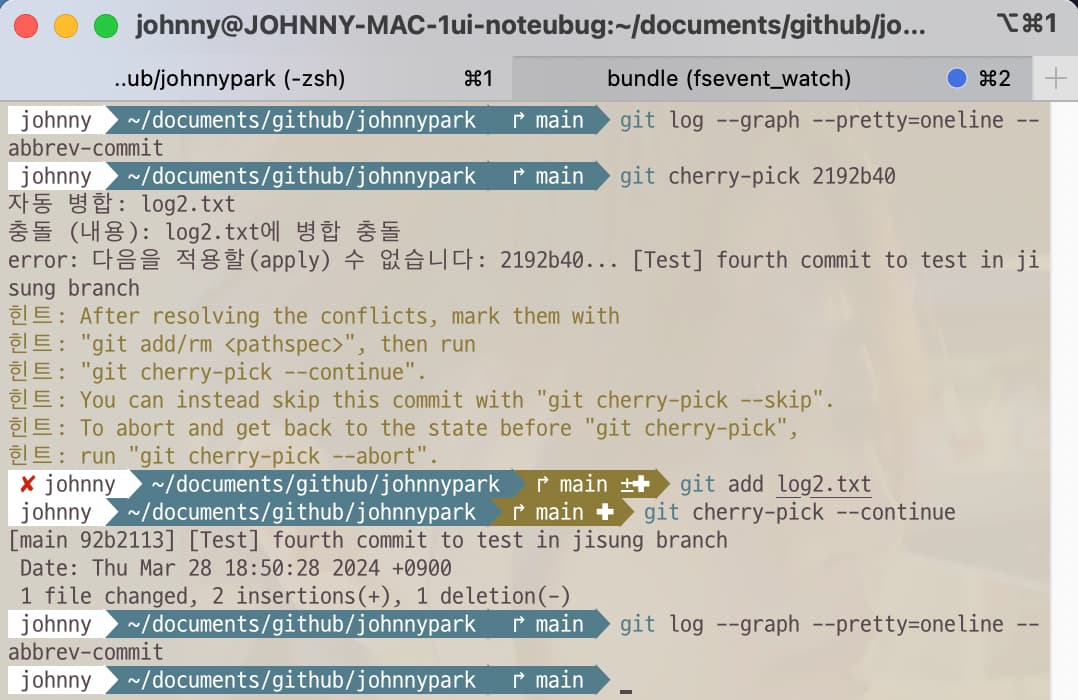 johnny@JOHNNY-MAC-1ui-noteubug:~/documents/github/jo... ⌥⌘1
..ub/johnnypark (-zsh) ⌘1 bundle (fsevent_watch) ⌘2 +
johnny ~/documents/github/johnnypark ↱ main git log --graph --pretty=oneline --
abbrev-commit
johnny ~/documents/github/johnnypark ↱ main git cherry-pick 2192b40
자동 병합: log2.txt
충돌 (내용): log2.txt에 병합 충돌
error: 다음을 적용할(apply) 수 없습니다: 2192b40... [Test] fourth commit to test in ji
sung branch
힌트: After resolving the conflicts, mark them with
힌트: "git add/rm <pathspec>", then run
힌트: "git cherry-pick --continue".
힌트: You can instead skip this commit with "git cherry-pick --skip".
힌트: To abort and get back to the state before "git cherry-pick",
힌트: run "git cherry-pick --abort".
✘ johnny ~/documents/github/johnnypark ↱ main ±✚ git add log2.txt
johnny ~/documents/github/johnnypark ↱ main ✚ git cherry-pick --continue
[main 92b2113] [Test] fourth commit to test in jisung branch
Date: Thu Mar 28 18:50:28 2024 +0900
1 file changed, 2 insertions(+), 1 deletion(-)
johnny ~/documents/github/johnnypark ↱ main git log --graph --pretty=oneline --
abbrev-commit
johnny ~/documents/github/johnnypark ↱ main